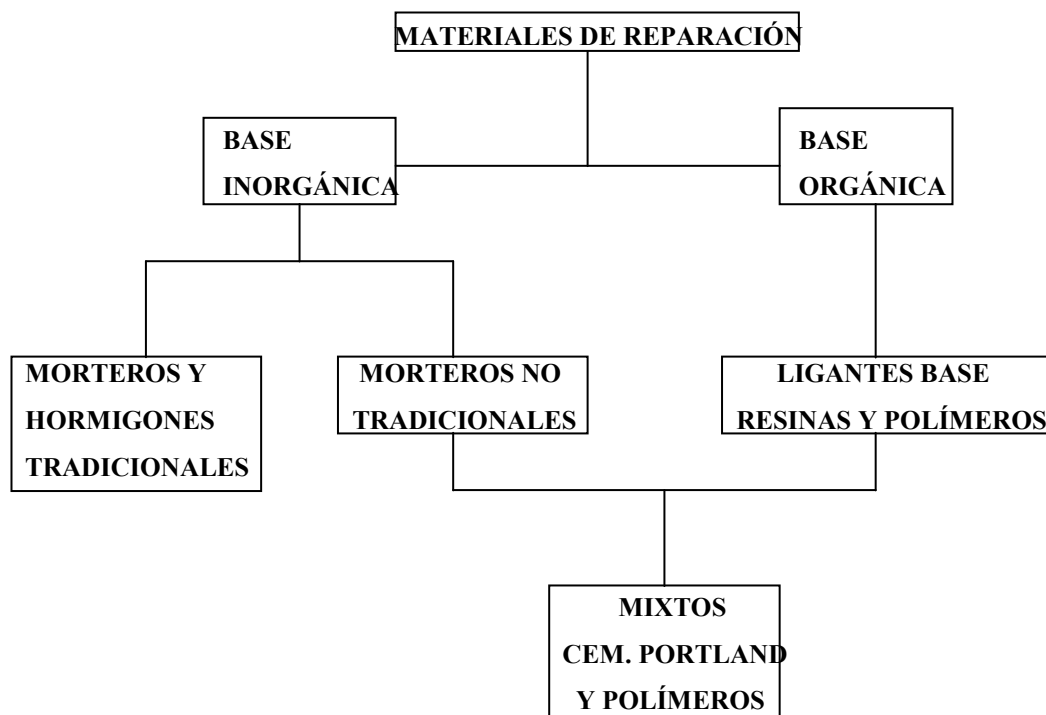 MATERIALES DE REPARACIÓN
BASE
INORGÁNICA
BASE
ORGÁNICA
MORTEROS Y
HORMIGONES
TRADICIONALES
MORTEROS NO
TRADICIONALES
LIGANTES BASE
RESINAS Y POLÍMEROS
MIXTOS
CEM. PORTLAND
Y POLÍMEROS